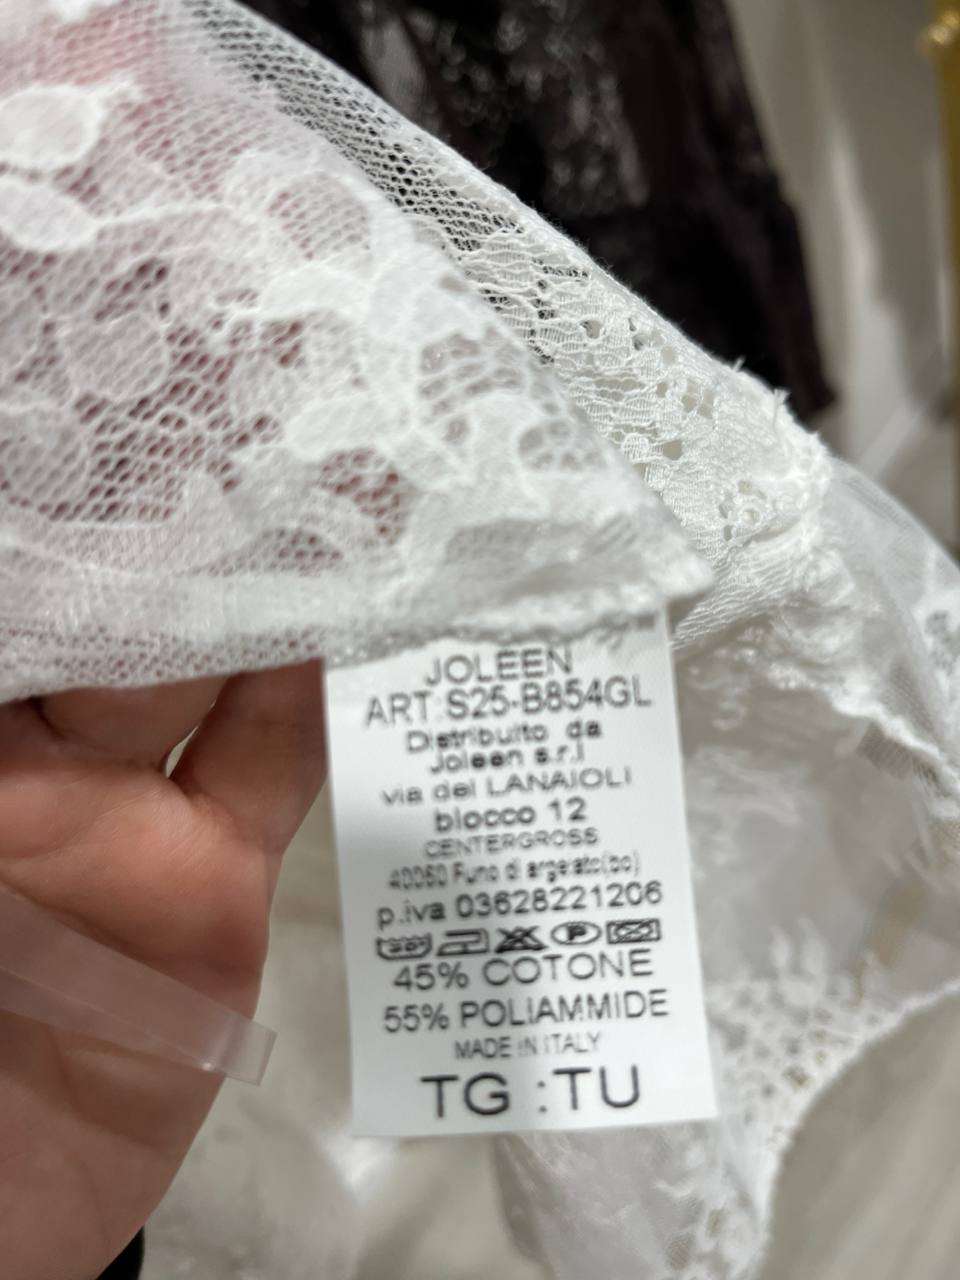 JOLEEN
ART:S25-B854GL
Distribuito da
Joleen s.r.l
via dei LANAIOLI
blocco 12
CENTERGROSS
40050 Funo di argelato(bo)
p.iva 03628221206
P
45% COTONE
55% POLIAMMIDE
MADE IN ITALY
TG :TU